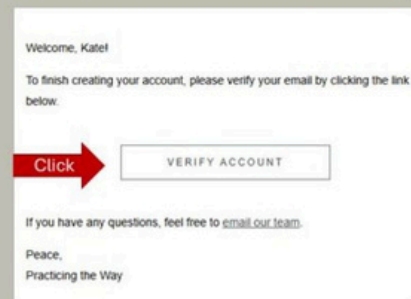 Welcome, Kate!
To finish creating your account, please verify your email by clicking the link
below.
Click
VERIFY ACCOUNT
If you have any questions, feel free to email our team.
Peace,
Practicing the Way